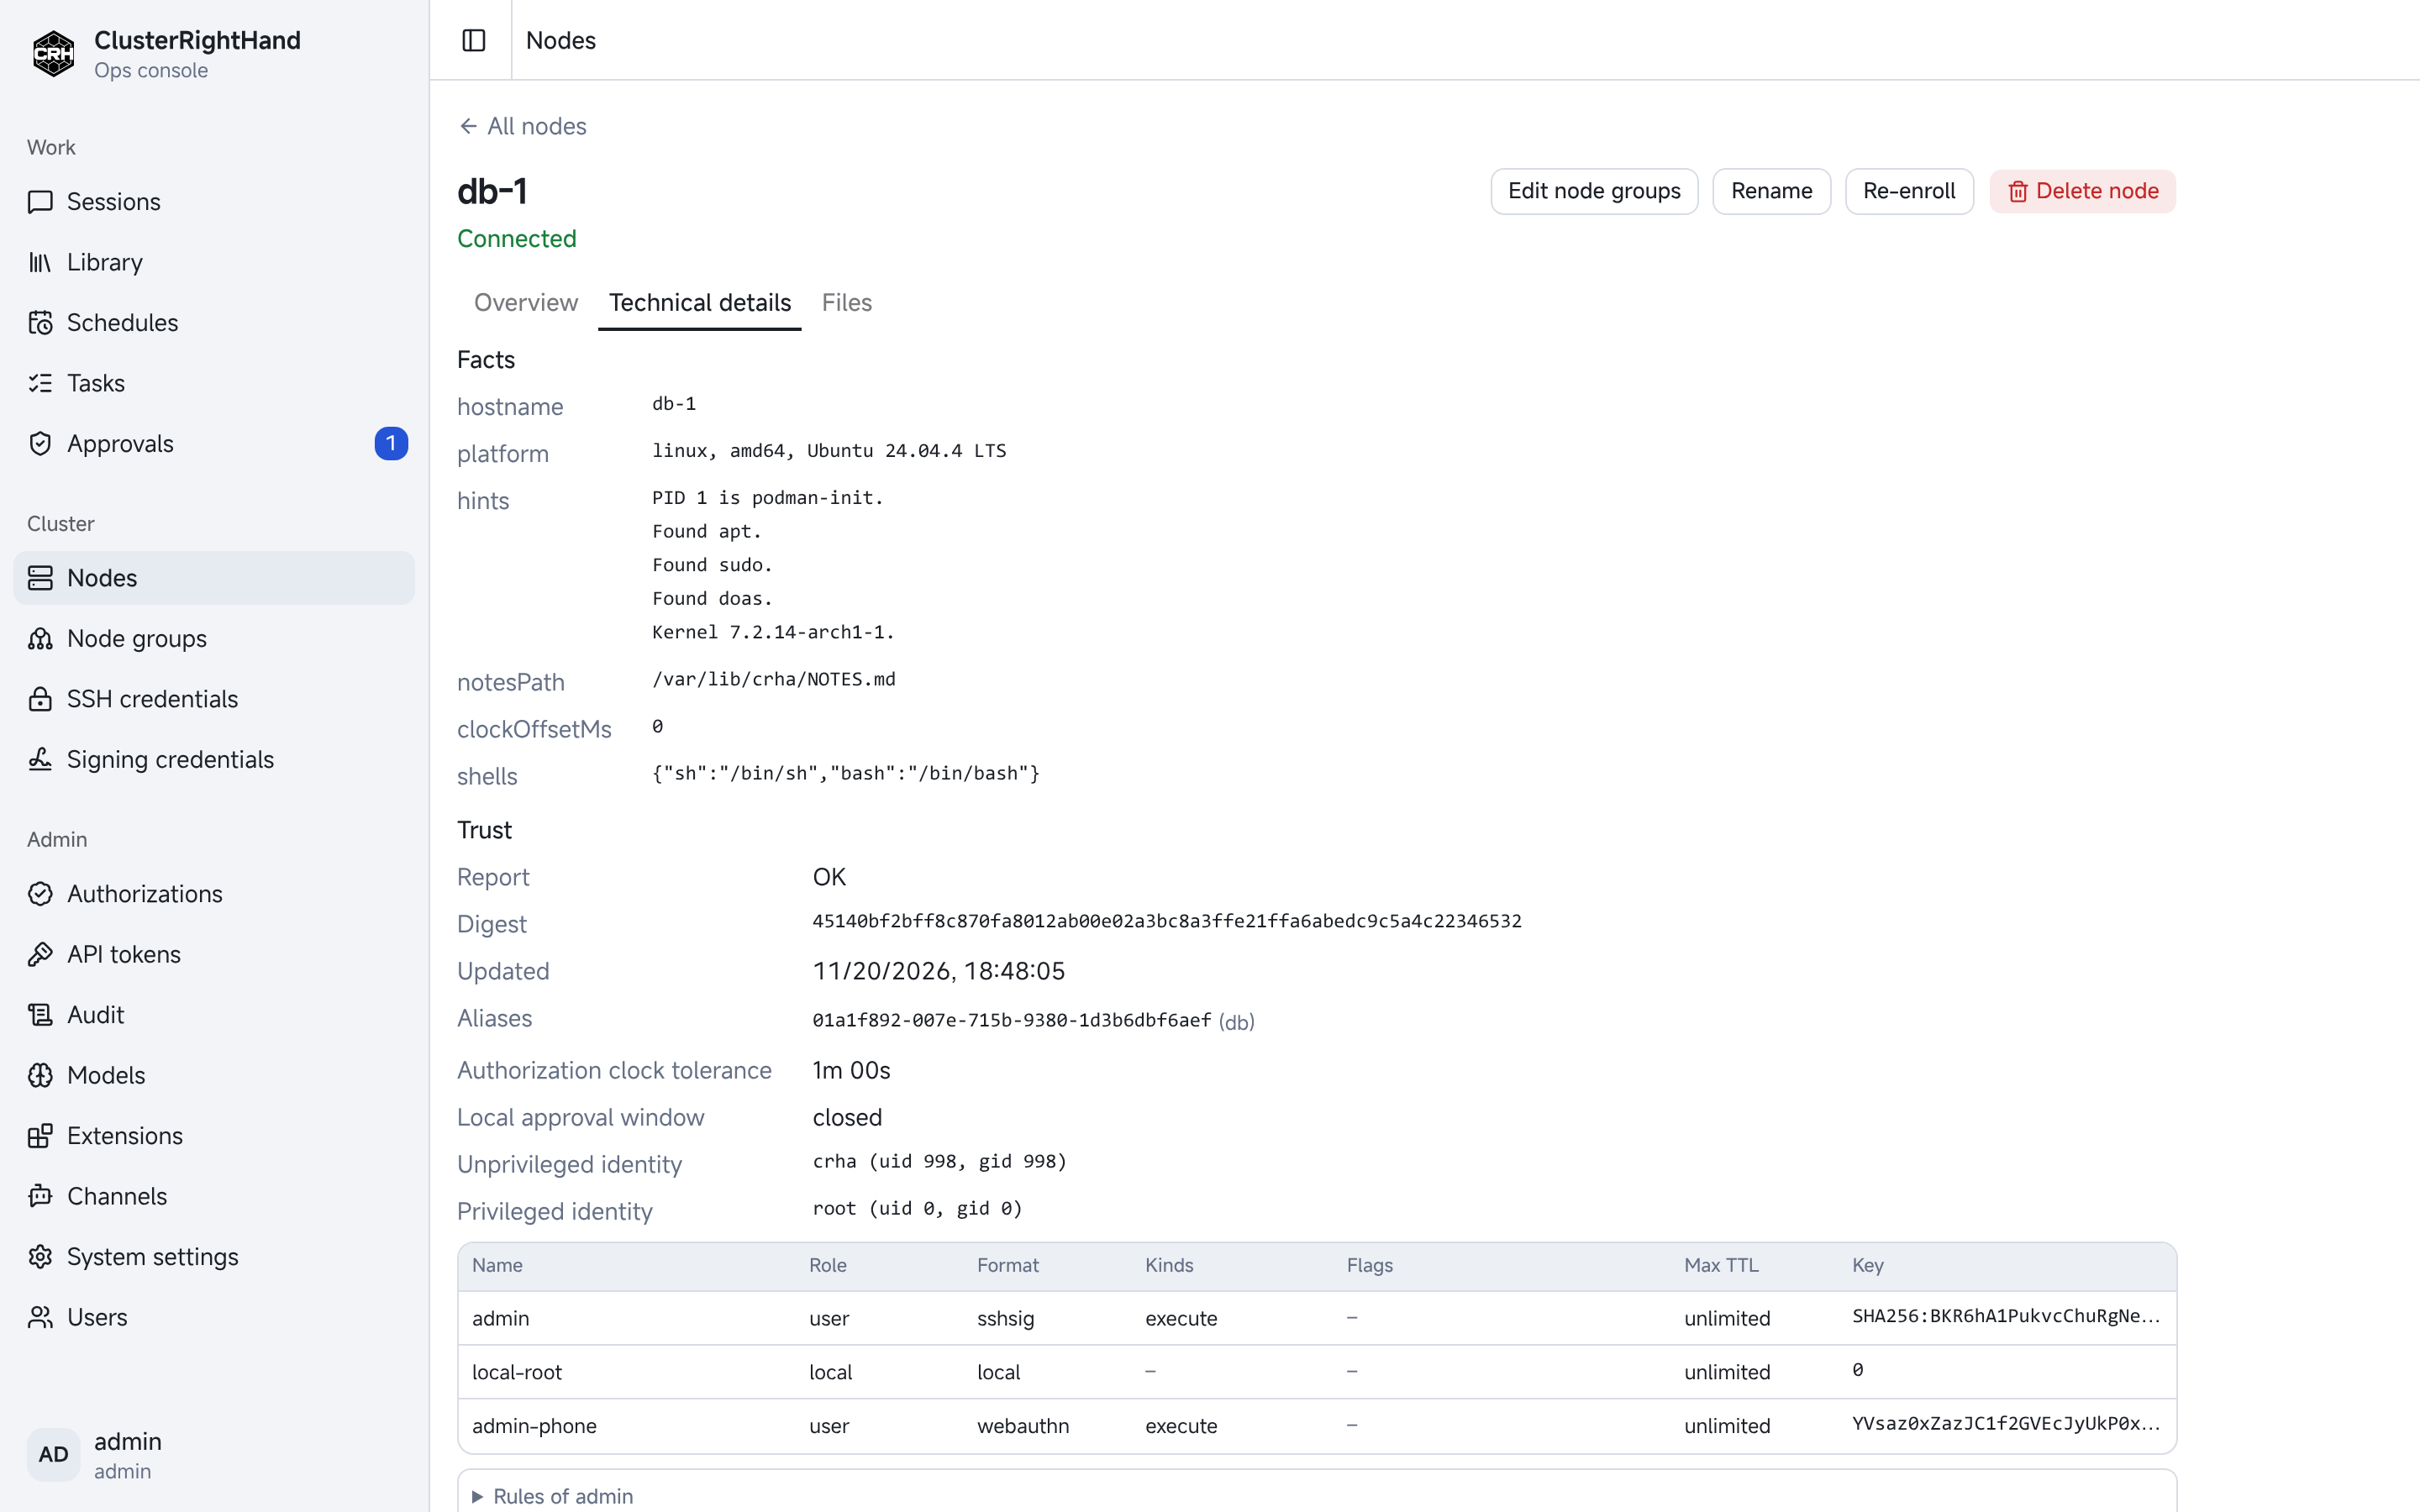 CRH
ClusterRightHand
Ops console
Work
Sessions
Library
Schedules
Tasks
Approvals 1
Cluster
Nodes
Node groups
SSH credentials
Signing credentials
Admin
Authorizations
API tokens
Audit
Models
Extensions
Channels
System settings
Users
AD admin
admin
Nodes
← All nodes
db-1
Connected
Edit node groups Rename Re-enroll Delete node
Overview Technical details Files
Facts
hostname db-1
platform linux, amd64, Ubuntu 24.04.4 LTS
hints PID 1 is podman-init.
Found apt.
Found sudo.
Found doas.
Kernel 7.2.14-arch1-1.
notesPath /var/lib/crha/NOTES.md
clockOffsetMs 0
shells {"sh":"/bin/sh","bash":"/bin/bash"}
Trust
Report OK
Digest 45140bf2bff8c870fa8012ab00e02a3bc8a3ffe21ffa6abedc9c5a4c22346532
Updated 11/20/2026, 18:48:05
Aliases 01a1f892-007e-715b-9380-1d3b6dbf6aef (db)
Authorization clock tolerance 1m 00s
Local approval window closed
Unprivileged identity crha (uid 998, gid 998)
Privileged identity root (uid 0, gid 0)
Name Role Format Kinds Flags Max TTL Key
admin user sshsig execute – unlimited SHA256:BKR6hA1PukvcChuRgNe…
local-root local local – – unlimited 0
admin-phone user webauthn execute – unlimited YVsaz0xZazJC1f2GVEcJyUkP0x…
Rules of admin